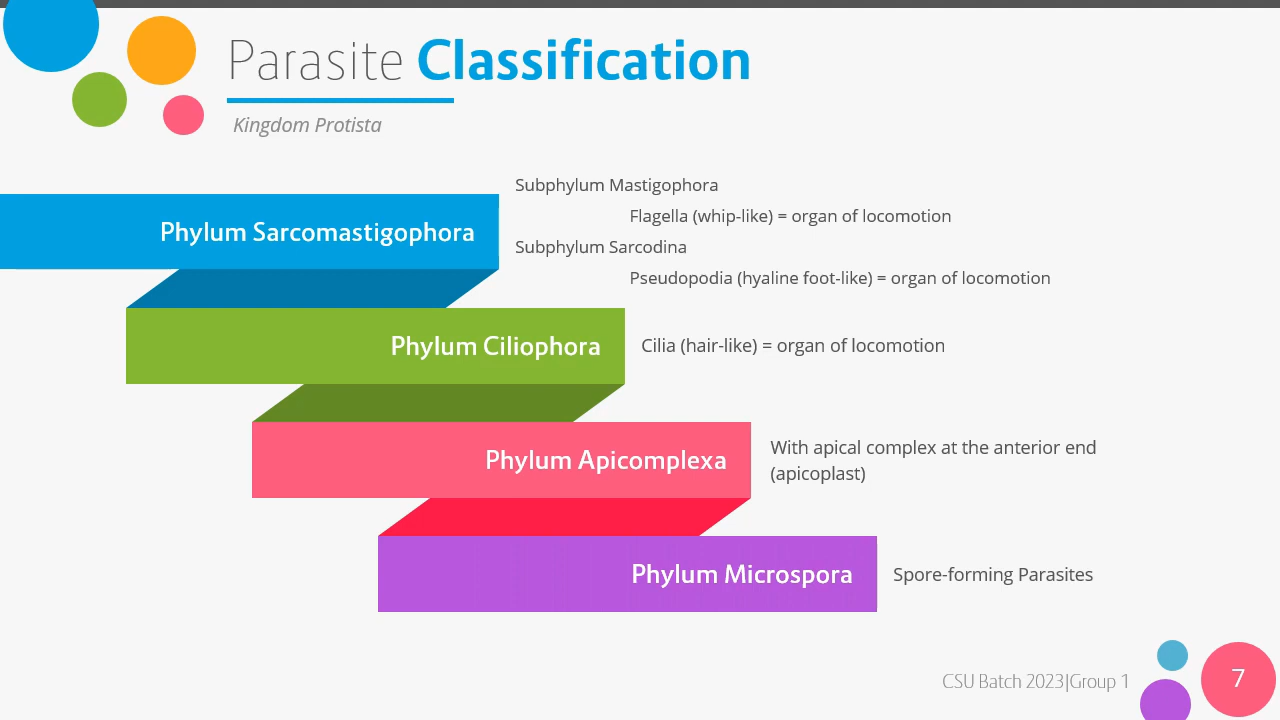 Parasite Classification
Kingdom Protista
Subphylum Mastigophora
Phylum Sarcomastigophora
Flagella (whip-like) = organ of locomotion
Subphylum Sarcodina
Pseudopodia (hyaline foot-like) = organ of locomotion
Phylum Ciliophora
Cilia (hair-like) = organ of locomotion
Phylum Apicomplexa
With apical complex at the anterior end
(apicoplast)
Phylum Microspora
Spore-forming Parasites
CSU Batch 2023|Group 1
7